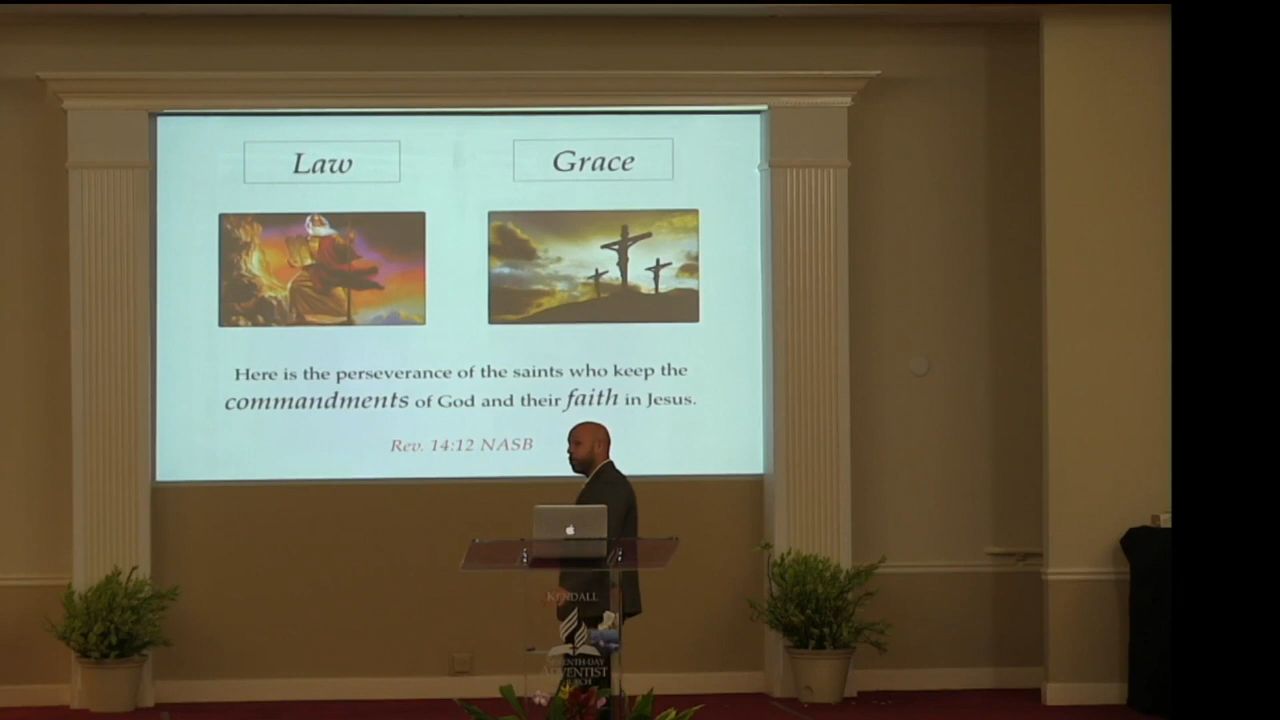 Law
Grace
Here is the perseverance of the saints who keep the
commandments of God and their faith in Jesus.
Rev. 14:12 NASB
KENDALL
SEVENTH-DAY
ADVENTIST
CHURCH